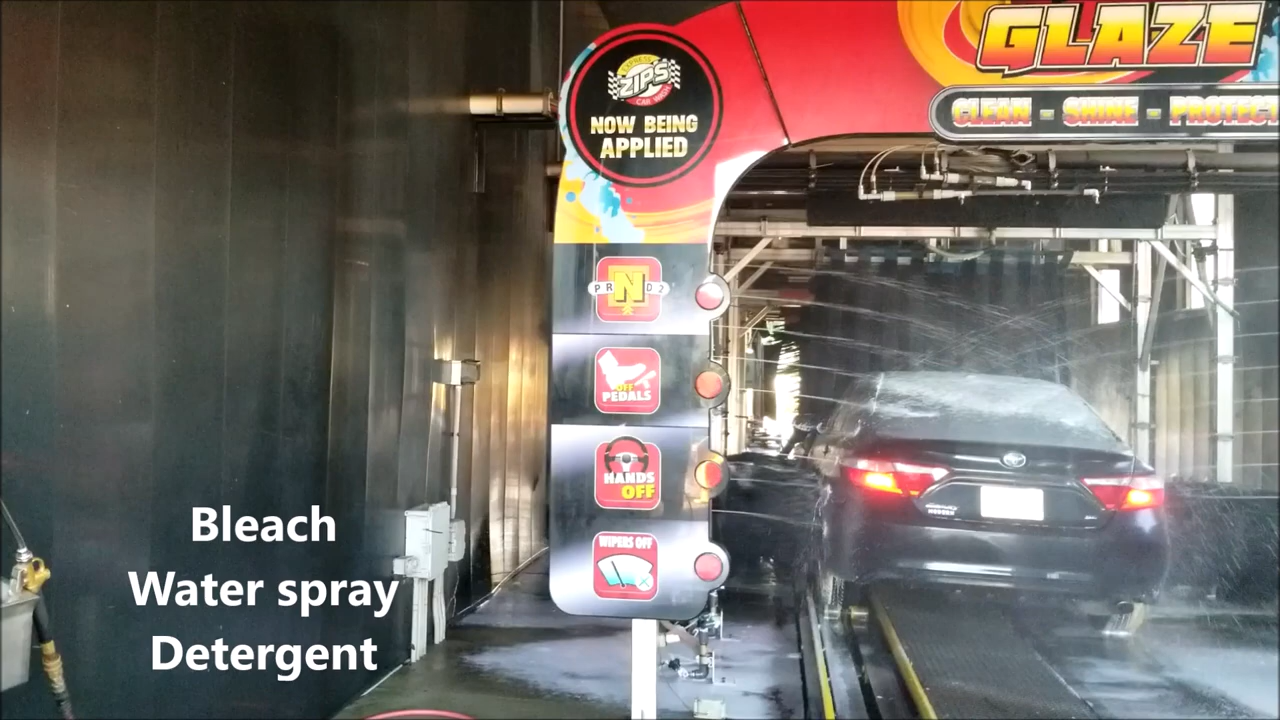 GLAZE
CLEAN - SHINE - PROTECT
EXPRESS
ZIPS
CAR WASH
NOW BEING
APPLIED
P R N D 2
OFF
PEDALS
HANDS
OFF
WIPERS OFF
Bleach
Water spray
Detergent